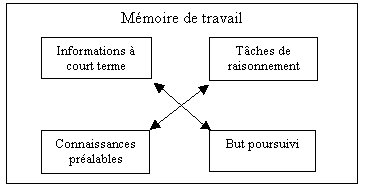 Mémoire de travail
Informations à
court terme
Tâches de
raisonnement
Connaissances
préalables
But poursuivi